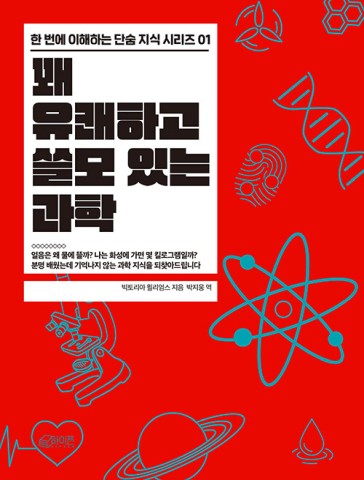 한 번에 이해하는 단숨 지식 시리즈 01
꽤
유쾌하고
쓸모 있는
과학
얼음은 왜 물에 뜰까? 나는 화성에 가면 몇 킬로그램일까?
분명 배웠는데 기억나지 않는 과학 지식을 되찾아드립니다
빅토리아 윌리엄스 지음 박지웅 역